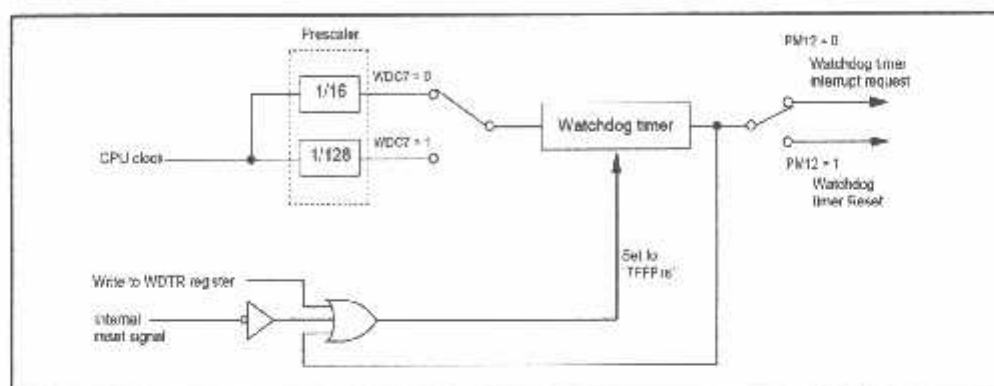 Prescaler
PM12 = 0
Watchdog timer
interrupt request
WDC7 = 0
1/16
Watchdog timer
WDC7 = 1
CPU clock
1/128
PM12 = 1
Watchdog
timer Reset
Set to
"7FFF16"
Write to WDTR register
Internal
reset signal